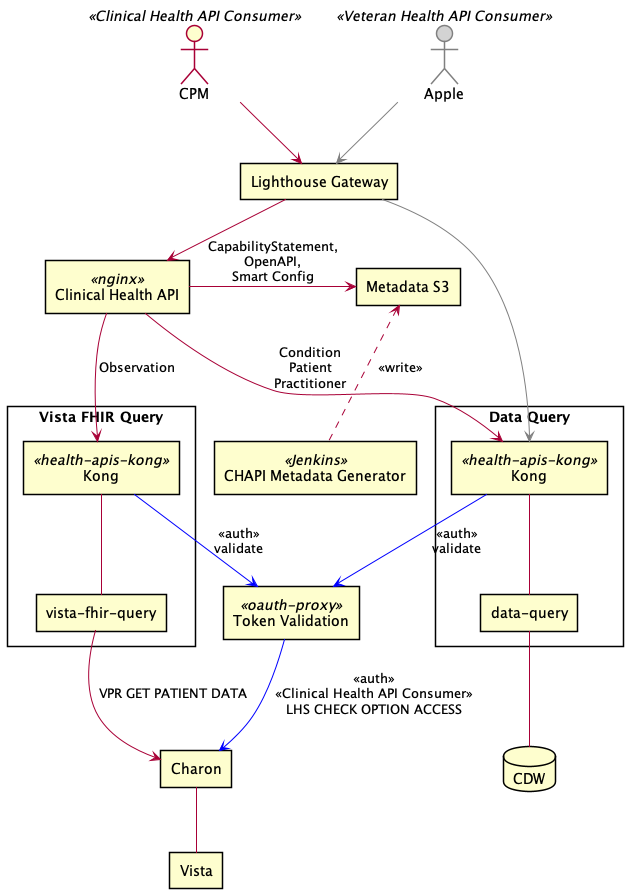 «Clinical Health API Consumer»
CPM
«Veteran Health API Consumer»
Apple
Lighthouse Gateway
«nginx»
Clinical Health API
CapabilityStatement,
OpenAPI,
Smart Config
Metadata S3
Observation
Condition
Patient
Practitioner
«write»
Vista FHIR Query
«health-apis-kong»
Kong
«Jenkins»
CHAPI Metadata Generator
Data Query
«health-apis-kong»
Kong
«auth»
validate
«auth»
validate
vista-fhir-query
«oauth-proxy»
Token Validation
data-query
VPR GET PATIENT DATA
«auth»
«Clinical Health API Consumer»
LHS CHECK OPTION ACCESS
Charon
CDW
Vista